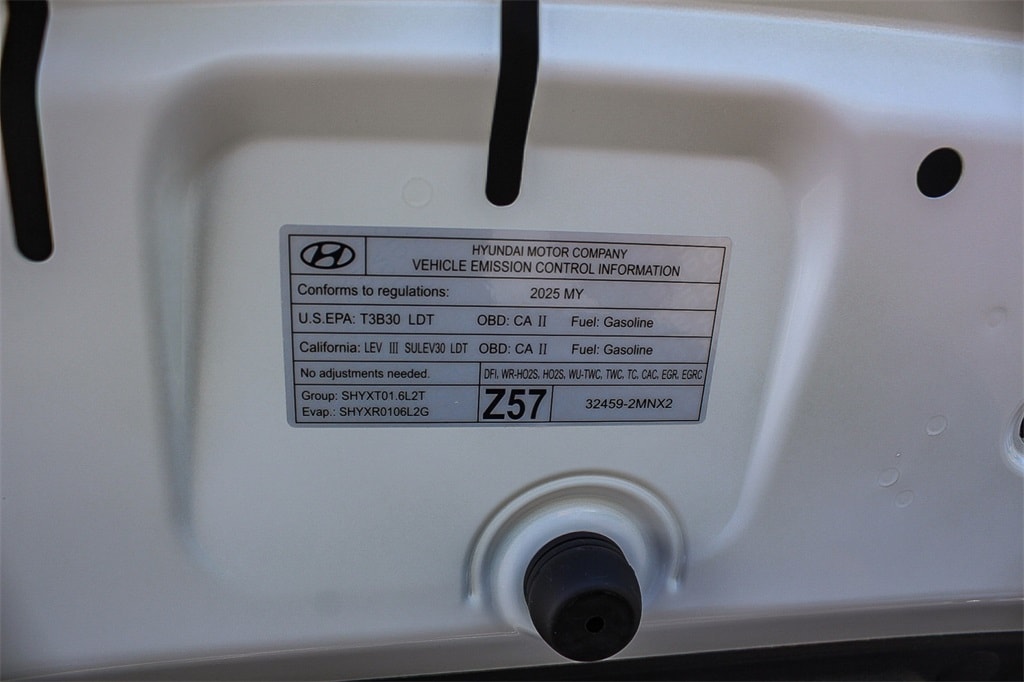 HYUNDAI MOTOR COMPANY
VEHICLE EMISSION CONTROL INFORMATION
Conforms to regulations: 2025 MY
U.S.EPA: T3B30 LDT OBD: CA II Fuel: Gasoline
California: LEV III SULEV30 LDT OBD: CA II Fuel: Gasoline
No adjustments needed. DFI, WR-HO2S, HO2S, WU-TWC, TWC, TC, CAC, EGR, EGRC
Group: SHYXT01.6L2T
Evap.: SHYXR0106L2G
Z57 32459-2MNX2